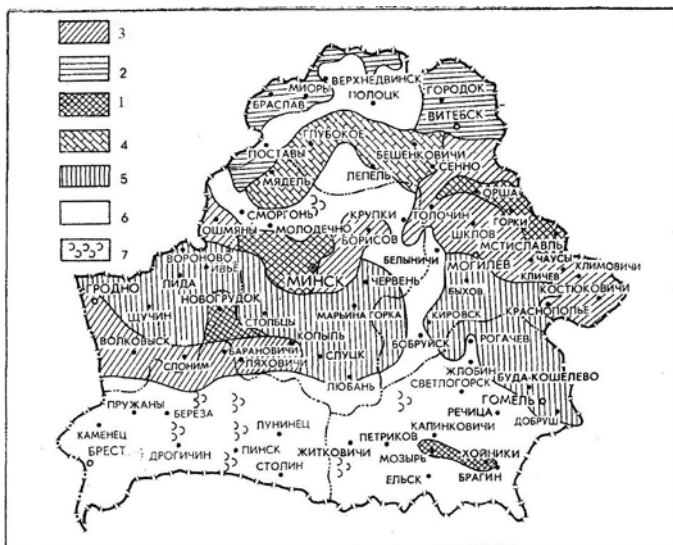 3
2
1
4
5
6
7
ВЕРХНЕДВИНСК
МИОРЫ
ПОЛОЦК
ГОРОДОК
БРАСЛАВ
ВИТЕБСК
ГЛУБОКОЕ
ПОСТАВЫ
БЕШЕНКОВИЧИ
СЕННО
МЯДЕЛЬ
ЛЕПЕЛЬ
ОРША
СМОРГОНЬ
КРУПКИ
ТОЛОЧИН
ГОРКИ
ОШМЯНЫ
МОЛОДЕЧНО
БОРИСОВ
ШКЛОВ
МСТИСЛАВЛЬ
ВОРОНОВО
БЕЛЫНИЧИ
ЧАУСЫ
ИВЬЕ
МИНСК
МОГИЛЕВ
КЛИМОВИЧИ
КЛИЧЕВ
ГРОДНО
ЛИДА
ЧЕРВЕНЬ
БЫХОВ
КОСТЮКОВИЧИ
НОВОГРУДОК
ЩУЧИН
СТОЛБЦЫ
МАРЬИНА ГОРКА
КИРОВСК
КРАСНОПОЛЬЕ
ВОЛКОВЫСК
КОПЫЛЬ
БОБРУЙСК
РОГАЧЕВ
БАРАНОВИЧИ
СЛОНИМ
ЛЯХОВИЧИ
СЛУЦК
ЖЛОБИН
ЛЮБАНЬ
СВЕТЛОГОРСК
БУДА-КОШЕЛЕВО
ПРУЖАНЫ
БЕРЕЗА
ГОМЕЛЬ
РЕЧИЦА
ДОБРУШ
КАМЕНЕЦ
ЛУНИНЕЦ
КАЛИНКОВИЧИ
БРЕСТ
ДРОГИЧИН
ПИНСК
ЖИТКОВИЧИ
ПЕТРИКОВ
МОЗЫРЬ
ХОЙНИКИ
СТОЛИН
ЕЛЬСК
БРАГИН